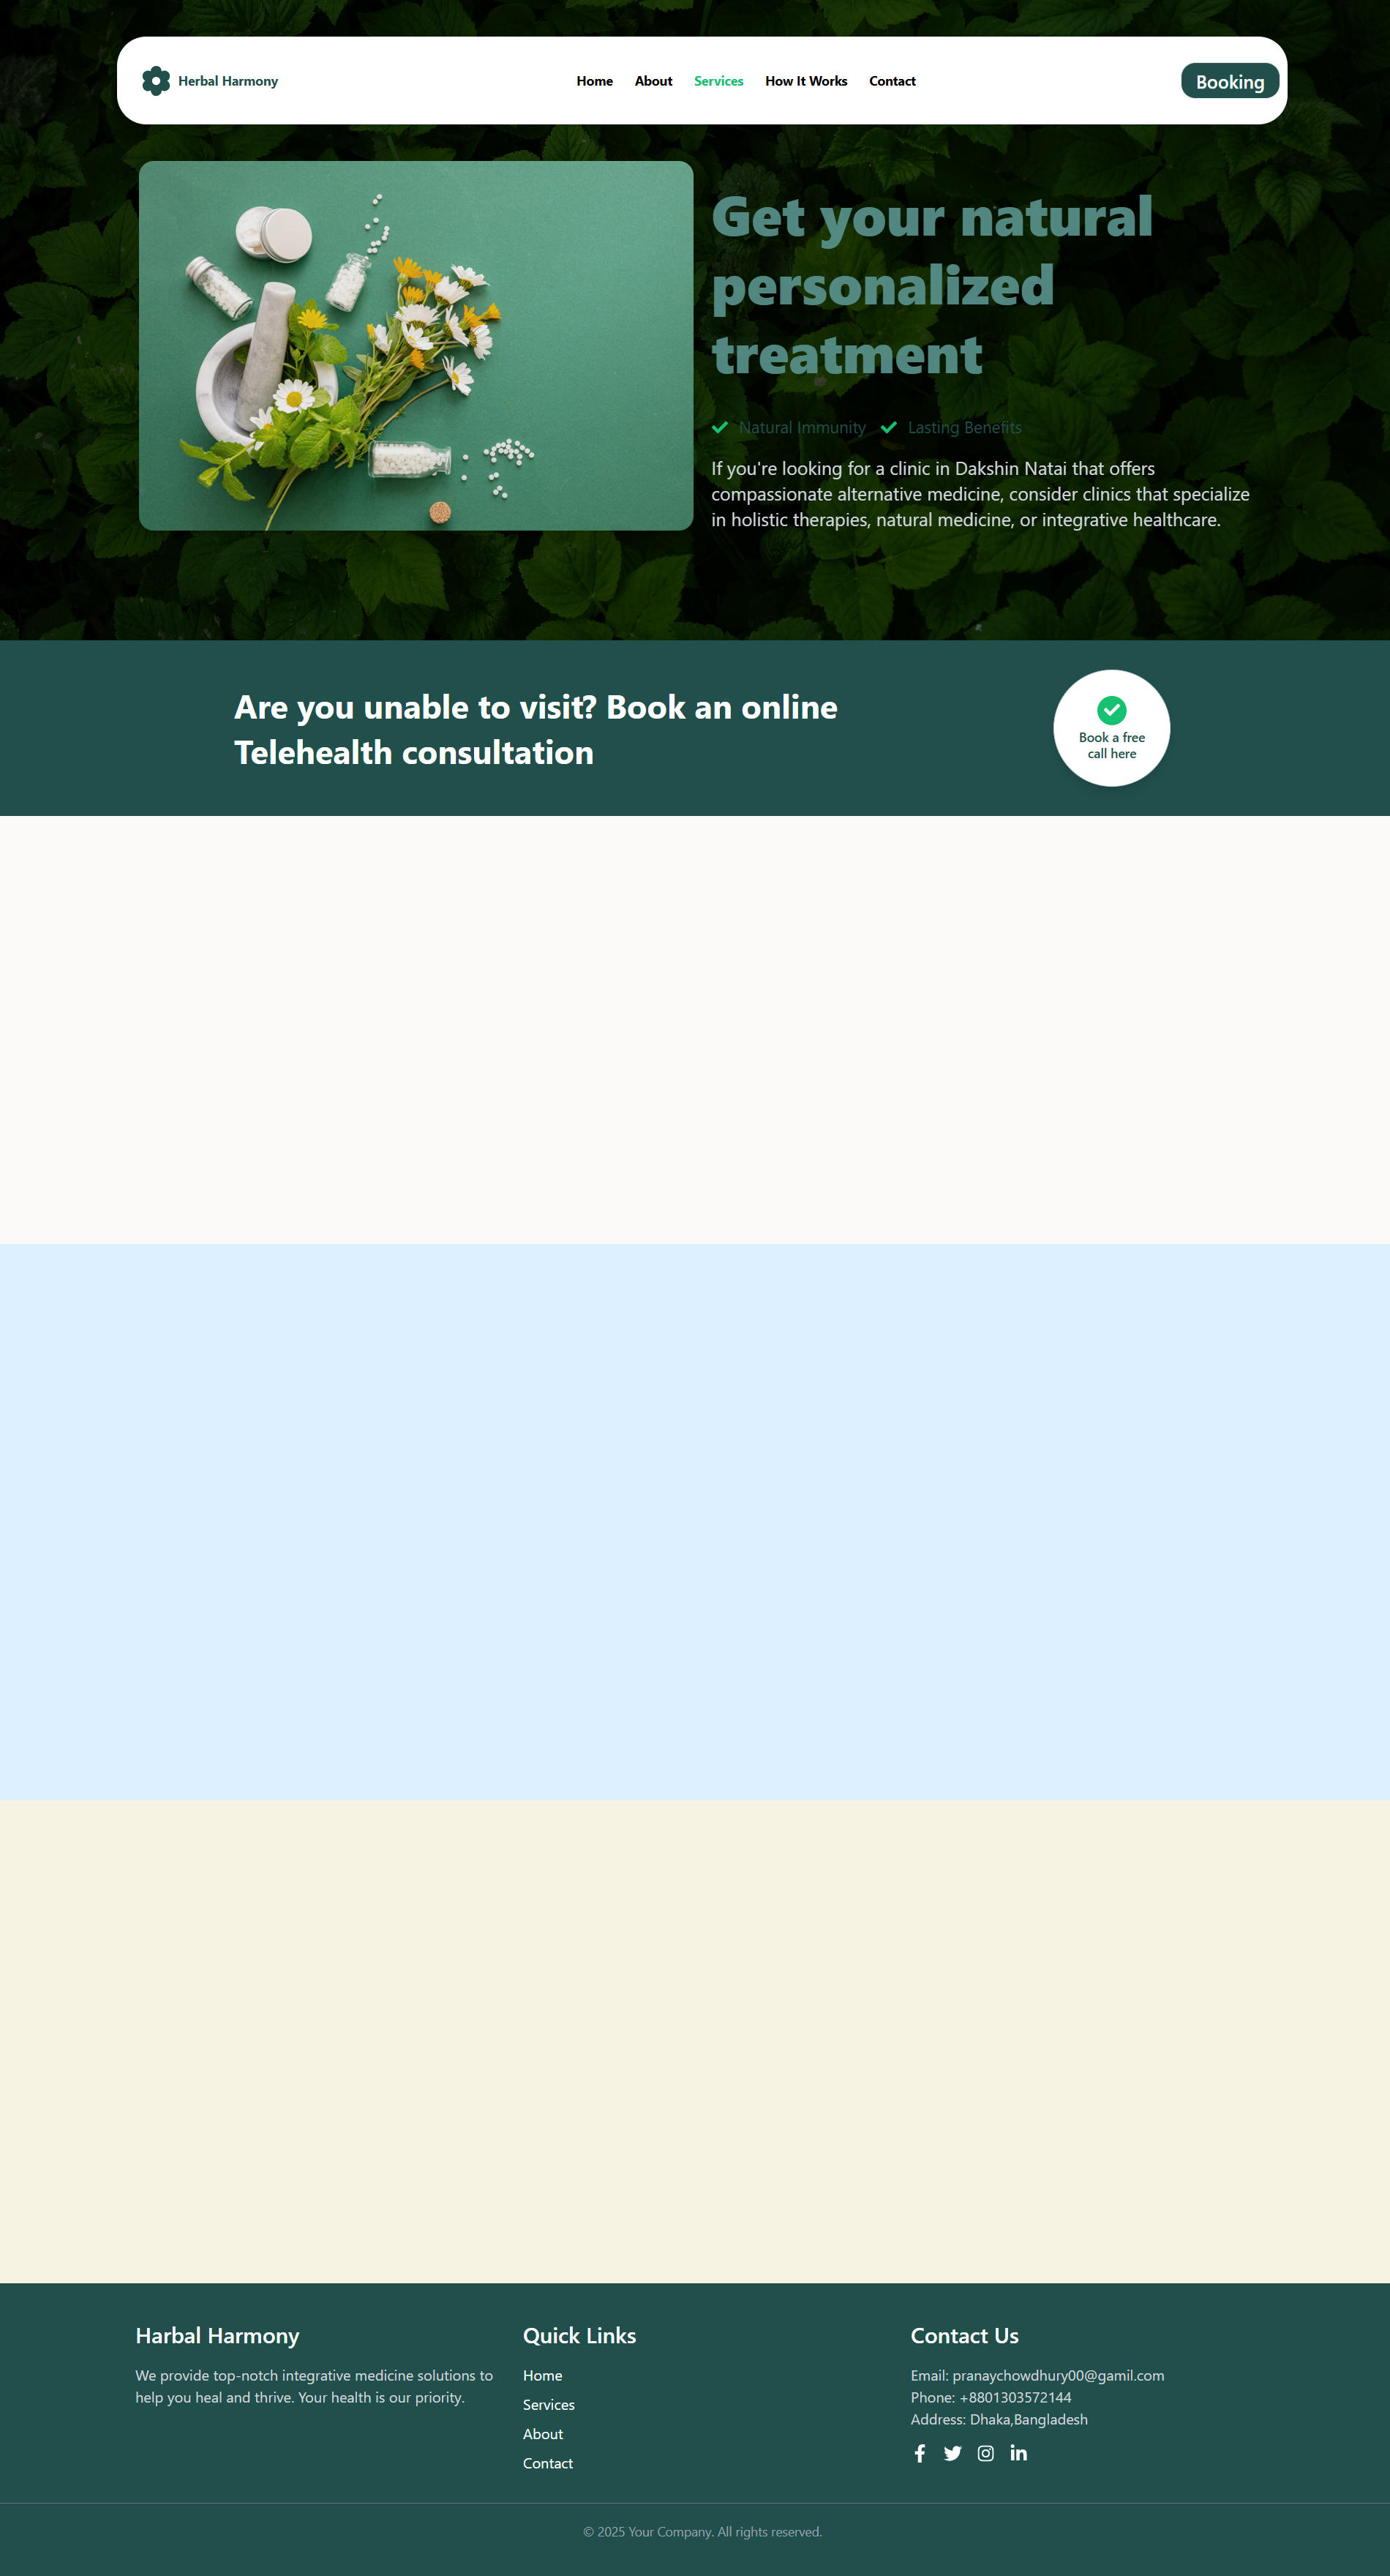 Herbal Harmony
Home
About
Services
How It Works
Contact
Booking
Get your natural
personalized
treatment
Natural Immunity
Lasting Benefits
If you're looking for a clinic in Dakshin Natai that offers
compassionate alternative medicine, consider clinics that specialize
in holistic therapies, natural medicine, or integrative healthcare.
Are you unable to visit? Book an online
Telehealth consultation
Book a free
call here
Harbal Harmony
We provide top-notch integrative medicine solutions to
help you heal and thrive. Your health is our priority.
Quick Links
Home
Services
About
Contact
Contact Us
Email: pranaychowdhury00@gamil.com
Phone: +8801303572144
Address: Dhaka,Bangladesh
© 2025 Your Company. All rights reserved.